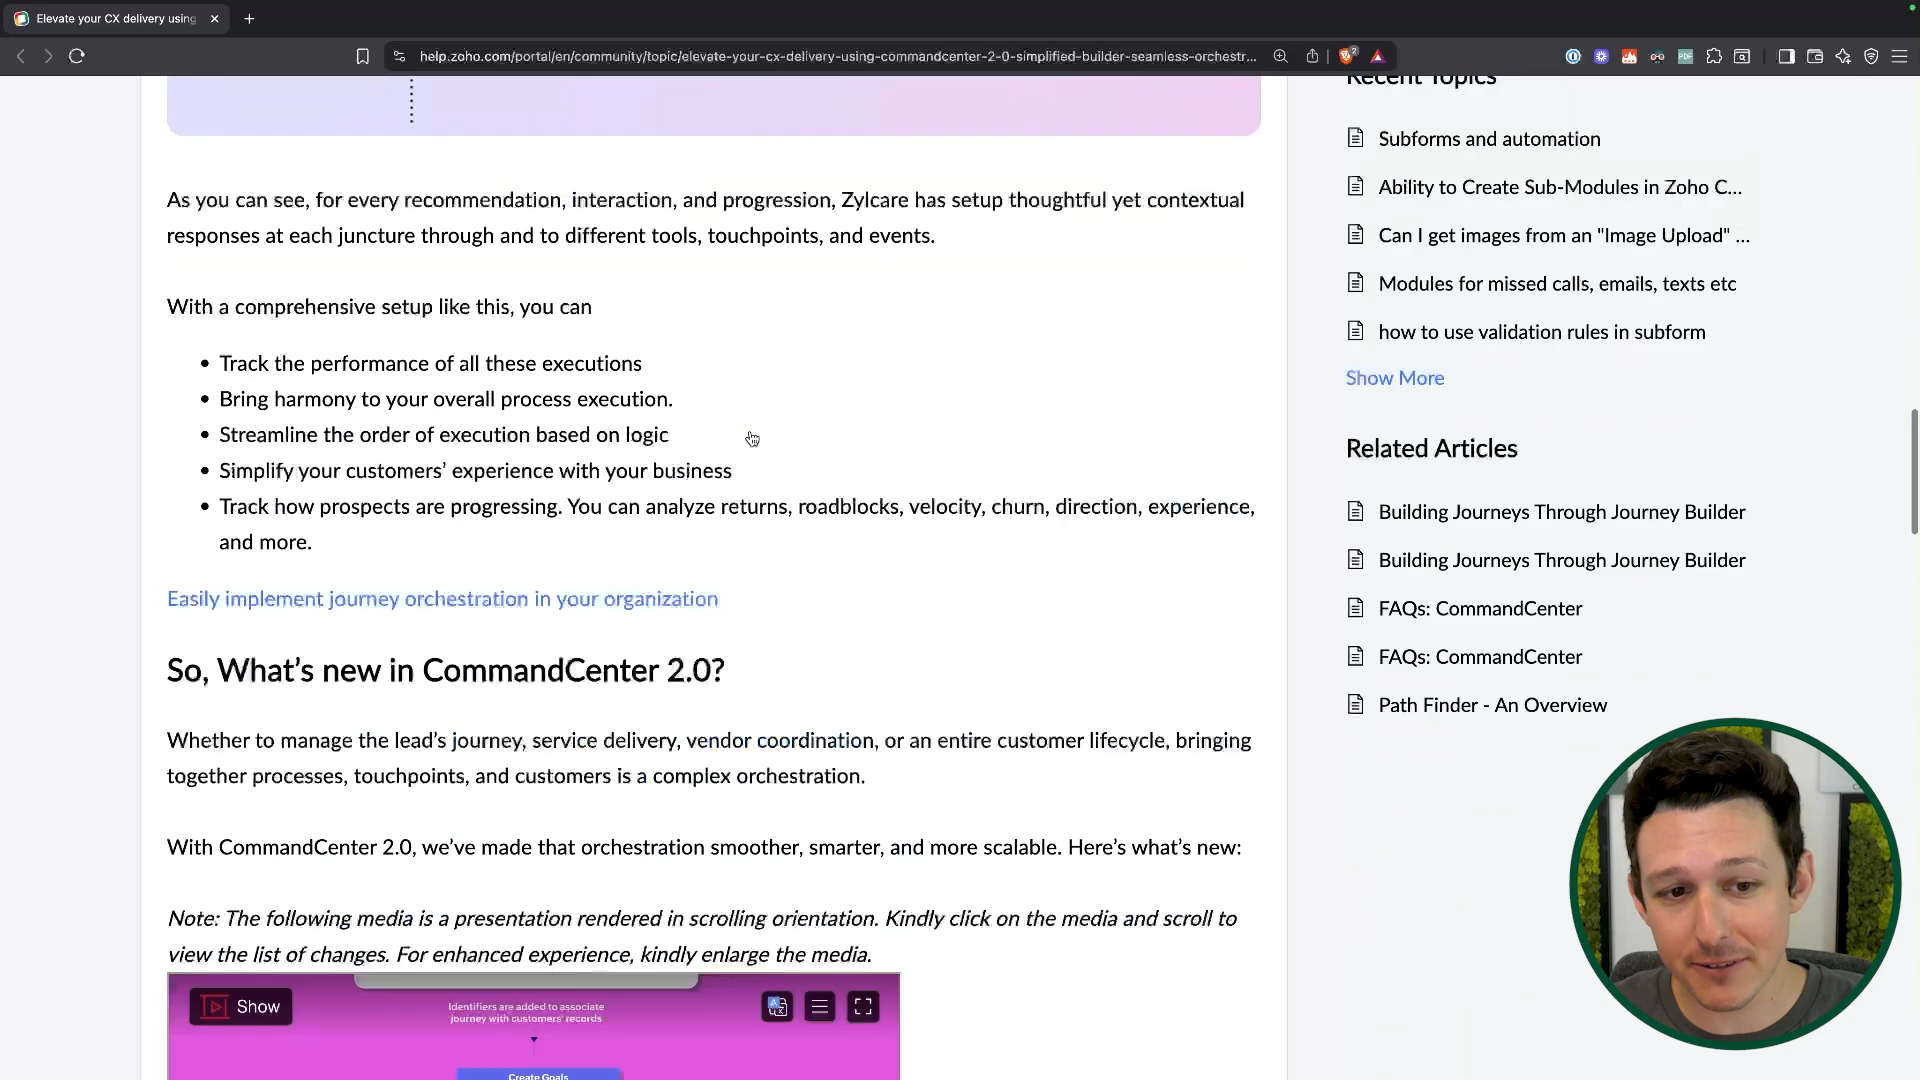 Elevate your CX delivery using
help.zoho.com/portal/en/community/topic/elevate-your-cx-delivery-using-commandcenter-2-0-simplified-builder-seamless-orchestr...
2
PDF
Recent Topics
Subforms and automation
Ability to Create Sub-Modules in Zoho C...
Can I get images from an "Image Upload" ...
Modules for missed calls, emails, texts etc
how to use validation rules in subform
Show More
Related Articles
Building Journeys Through Journey Builder
Building Journeys Through Journey Builder
FAQs: CommandCenter
FAQs: CommandCenter
Path Finder - An Overview
As you can see, for every recommendation, interaction, and progression, Zylcare has setup thoughtful yet contextual
responses at each juncture through and to different tools, touchpoints, and events.
With a comprehensive setup like this, you can
Track the performance of all these executions
Bring harmony to your overall process execution.
Streamline the order of execution based on logic
Simplify your customers’ experience with your business
Track how prospects are progressing. You can analyze returns, roadblocks, velocity, churn, direction, experience,
and more.
Easily implement journey orchestration in your organization
So, What’s new in CommandCenter 2.0?
Whether to manage the lead’s journey, service delivery, vendor coordination, or an entire customer lifecycle, bringing
together processes, touchpoints, and customers is a complex orchestration.
With CommandCenter 2.0, we’ve made that orchestration smoother, smarter, and more scalable. Here’s what’s new:
Note: The following media is a presentation rendered in scrolling orientation. Kindly click on the media and scroll to
view the list of changes. For enhanced experience, kindly enlarge the media.
Show
Identifiers are added to associate
journey with customers' records
Create Goals